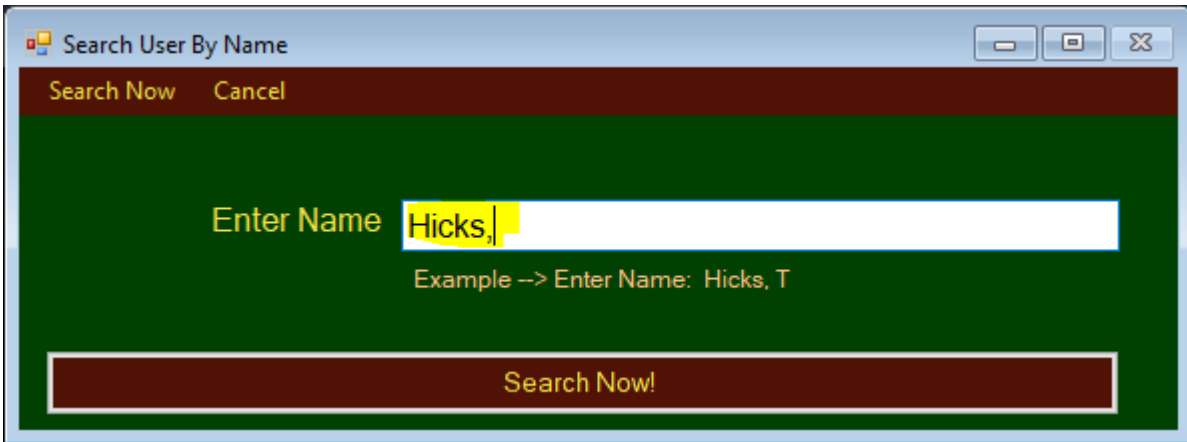 Search User By Name
Search Now Cancel
Enter Name Hicks,
Example --> Enter Name: Hicks, T
Search Now!